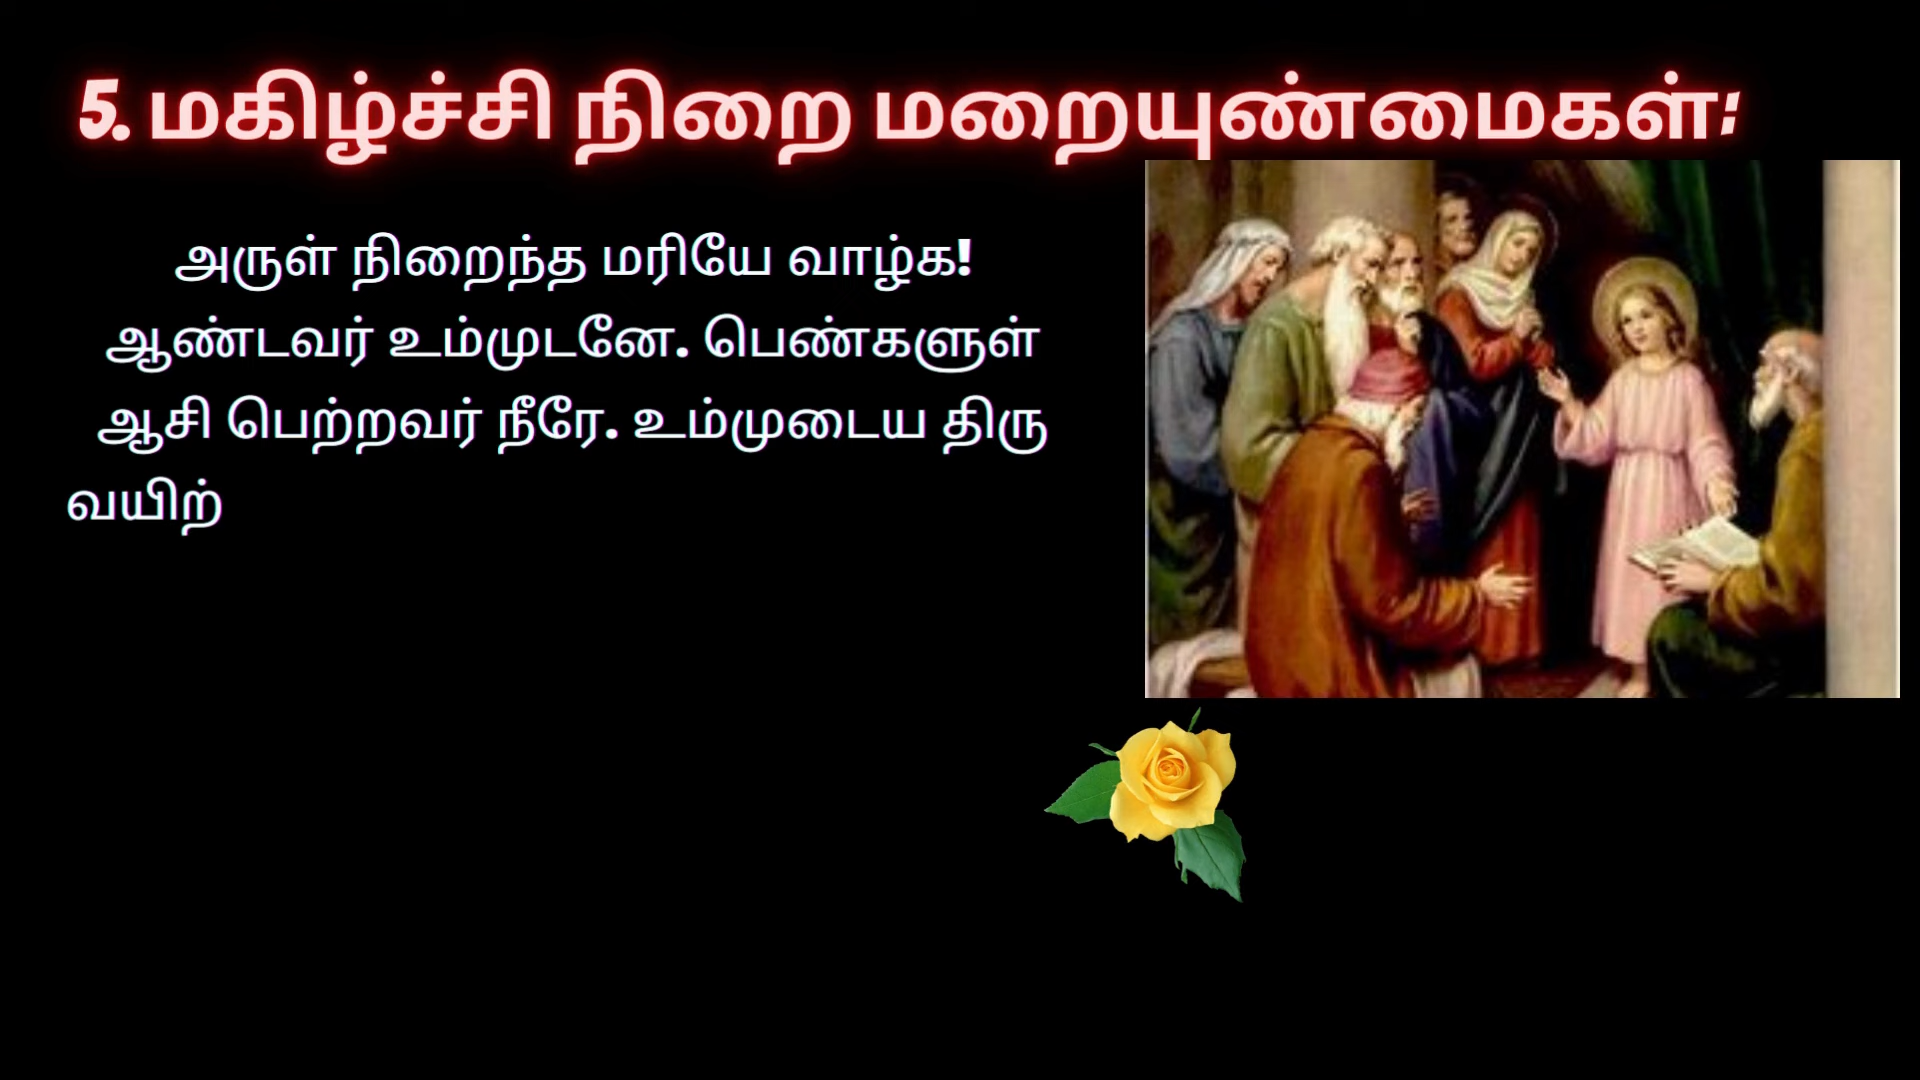 5. மகிழ்ச்சி நிறை மறையுண்மைகள்:
அருள் நிறைந்த மரியே வாழ்க!
ஆண்டவர் உம்முடனே. பெண்களுள்
ஆசி பெற்றவர் நீரே. உம்முடைய திரு
வயிற்